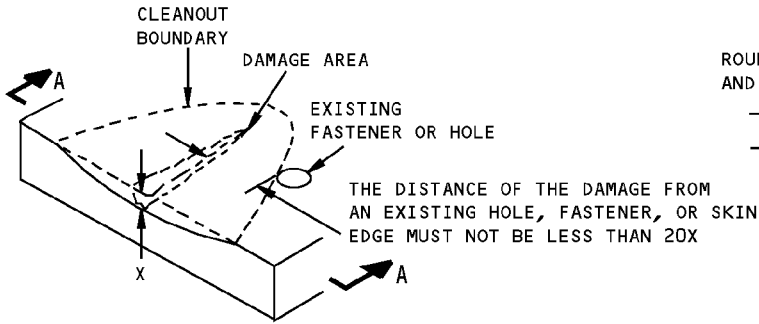 CLEANOUT
BOUNDARY
DAMAGE AREA
A
EXISTING
FASTENER OR HOLE
THE DISTANCE OF THE DAMAGE FROM
AN EXISTING HOLE, FASTENER, OR SKIN
EDGE MUST NOT BE LESS THAN 20X
X
A
AND